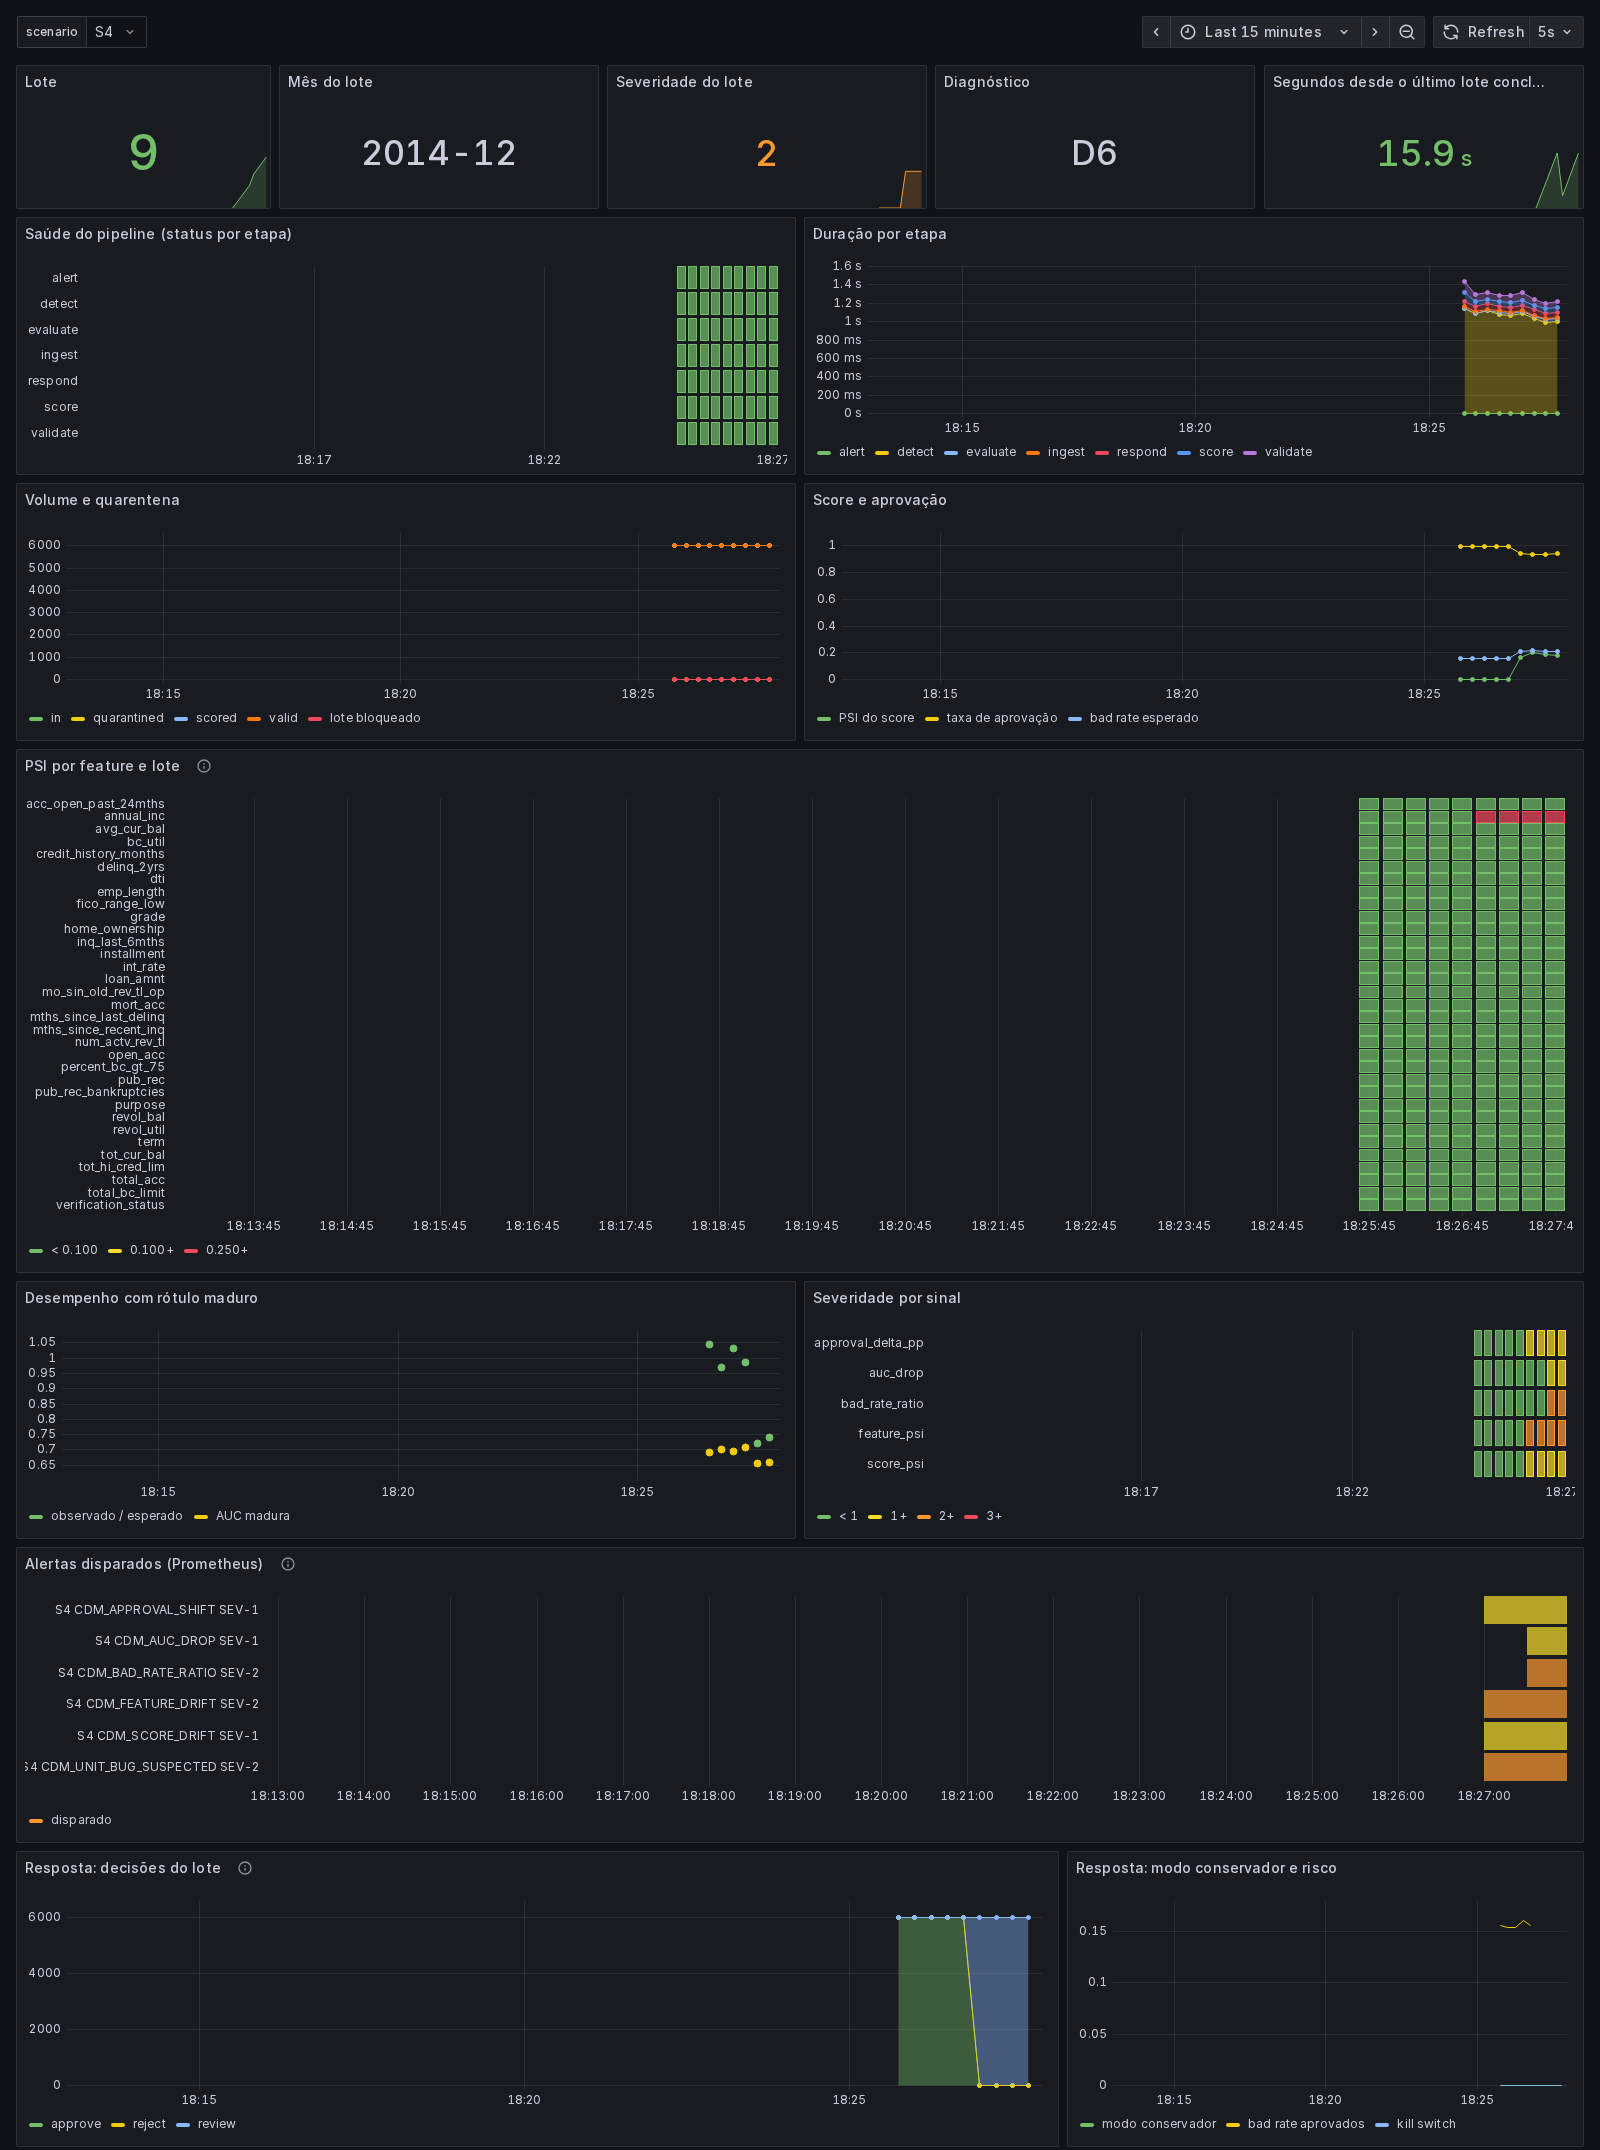 scenario S4 Last 15 minutes Refresh 5s
Lote
9
Mês do lote
2014-12
Severidade do lote
2
Diagnóstico
D6
Segundos desde o último lote concl...
15.9 s
Saúde do pipeline (status por etapa)
alert
detect
evaluate
ingest
respond
score
validate
18:17 18:22 18:27
Duração por etapa
1.6 s
1.4 s
1.2 s
1 s
800 ms
600 ms
400 ms
200 ms
0 s
18:15 18:20 18:25
alert detect evaluate ingest respond score validate
Volume e quarentena
6000
5000
4000
3000
2000
1000
0
18:15 18:20 18:25
in quarantined scored valid lote bloqueado
Score e aprovação
1
0.8
0.6
0.4
0.2
0
18:15 18:20 18:25
PSI do score taxa de aprovação bad rate esperado
PSI por feature e lote
acc_open_past_24mths
annual_inc
avg_cur_bal
bc_util
credit_history_months
delinq_2yrs
dti
emp_length
fico_range_low
grade
home_ownership
inq_last_6mths
installment
int_rate
loan_amnt
mo_sin_old_rev_tl_op
mort_acc
mths_since_last_delinq
mths_since_recent_inq
num_actv_rev_tl
open_acc
percent_bc_gt_75
pub_rec
pub_rec_bankruptcies
purpose
revol_bal
revol_util
term
tot_cur_bal
tot_hi_cred_lim
total_acc
total_bc_limit
verification_status
18:13:45 18:14:45 18:15:45 18:16:45 18:17:45 18:18:45 18:19:45 18:20:45 18:21:45 18:22:45 18:23:45 18:24:45 18:25:45 18:26:45 18:27:4
< 0.100 0.100+ 0.250+
Desempenho com rótulo maduro
1.05
1
0.95
0.9
0.85
0.8
0.75
0.7
0.65
18:15 18:20 18:25
observado / esperado AUC madura
Severidade por sinal
approval_delta_pp
auc_drop
bad_rate_ratio
feature_psi
score_psi
18:17 18:22 18:27
< 1 1+ 2+ 3+
Alertas disparados (Prometheus)
S4 CDM_APPROVAL_SHIFT SEV-1
S4 CDM_AUC_DROP SEV-1
S4 CDM_BAD_RATE_RATIO SEV-2
S4 CDM_FEATURE_DRIFT SEV-2
S4 CDM_SCORE_DRIFT SEV-1
S4 CDM_UNIT_BUG_SUSPECTED SEV-2
18:13:00 18:14:00 18:15:00 18:16:00 18:17:00 18:18:00 18:19:00 18:20:00 18:21:00 18:22:00 18:23:00 18:24:00 18:25:00 18:26:00 18:27:00
disparado
Resposta: decisões do lote
6000
4000
2000
0
18:15 18:20 18:25
approve reject review
Resposta: modo conservador e risco
0.15
0.1
0.05
0
18:15 18:20 18:25
modo conservador bad rate aprovados kill switch